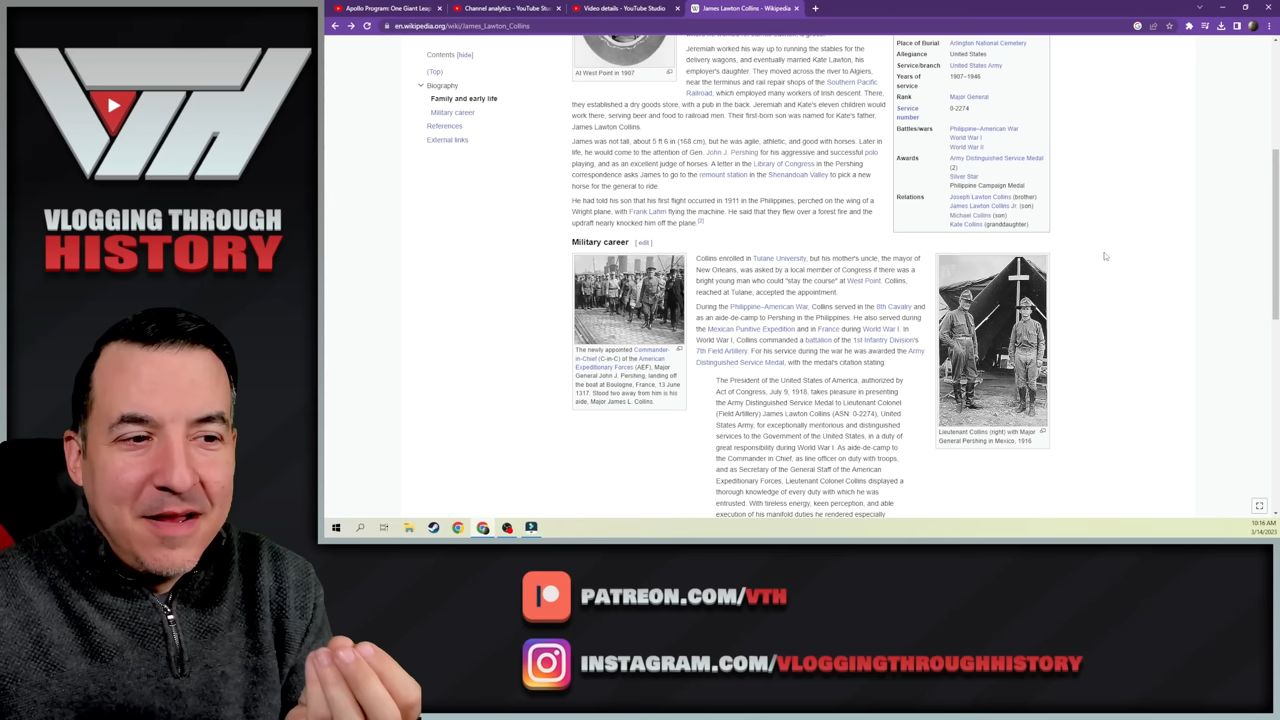 Apollo Program: One Giant Leap
Channel analytics - YouTube Stud
Video details - YouTube Studio
James Lawton Collins - Wikipedia
en.wikipedia.org/wiki/James_Lawton_Collins
Contents [hide]
(Top)
Biography
Family and early life
Military career
References
External links
At West Point in 1907
Jeremiah worked his way up to running the stables for the
delivery wagons, and eventually married Kate Lawton, his
employer's daughter. They moved across the river to Algiers,
near the terminus and rail repair shops of the Southern Pacific
Railroad, which employed many workers of Irish descent. There,
they established a dry goods store, with a pub in the back. Jeremiah and Kate's eleven children would
work there, serving beer and food to railroad men. Their first-born son was named for Kate's father,
James Lawton Collins.
James was not tall, about 5 ft 6 in (168 cm), but he was agile, athletic, and good with horses. Later in
life, he would come to the attention of Gen. John J. Pershing for his aggressive and successful polo
playing, and as an excellent judge of horses. A letter in the Library of Congress in the Pershing
correspondence asks James to go to the remount station in the Shenandoah Valley to pick a new
horse for the general to ride.
He had told his son that his first flight occurred in 1911 in the Philippines, perched on the wing of a
Wright plane, with Frank Lahm flying the machine. He said that they flew over a forest fire and the
updraft nearly knocked him off the plane.[2]
Military career [ edit ]
The newly appointed Commander-
in-Chief (C-in-C) of the American
Expeditionary Forces (AEF), Major
General John J. Pershing, landing off
the boat at Boulogne, France, 13 June
1317. Stood two away from him is his
aide, Major James L. Collins.
Collins enrolled in Tulane University, but his mother's uncle, the mayor of
New Orleans, was asked by a local member of Congress if there was a
bright young man who could "stay the course" at West Point. Collins,
reached at Tulane, accepted the appointment.
During the Philippine–American War, Collins served in the 8th Cavalry and
as an aide-de-camp to Pershing in the Philippines. He also served during
the Mexican Punitive Expedition and in France during World War I. In
World War I, Collins commanded a battalion of the 1st Infantry Division's
7th Field Artillery. For his service during the war he was awarded the Army
Distinguished Service Medal, with the medal's citation stating:
The President of the United States of America, authorized by
Act of Congress, July 9, 1918, takes pleasure in presenting
the Army Distinguished Service Medal to Lieutenant Colonel
(Field Artillery) James Lawton Collins (ASN: 0-2274), United
States Army, for exceptionally meritorious and distinguished
services to the Government of the United States, in a duty of
great responsibility during World War I. As aide-de-camp to
the Commander in Chief, as line officer on duty with troops,
and as Secretary of the General Staff of the American
Expeditionary Forces, Lieutenant Colonel Collins displayed a
thorough knowledge of every duty with which he was
entrusted. With tireless energy, keen perception, and able
execution of his manifold duties he rendered especially
Place of Burial Arlington National Cemetery
Allegiance United States
Service/branch United States Army
Years of service 1907–1946
Rank Major General
Service number 0-2274
Battles/wars Philippine–American War
World War I
World War II
Awards Army Distinguished Service Medal
(2)
Silver Star
Philippine Campaign Medal
Relations Joseph Lawton Collins (brother)
James Lawton Collins Jr. (son)
Michael Collins (son)
Kate Collins (granddaughter)
Lieutenant Collins (right) with Major
General Pershing in Mexico, 1916
10:16 AM
3/14/2023
VLOGGING THROUGH
HISTORY
PATREON.COM/VTH
INSTAGRAM.COM/VLOGGINGTHROUGHHISTORY